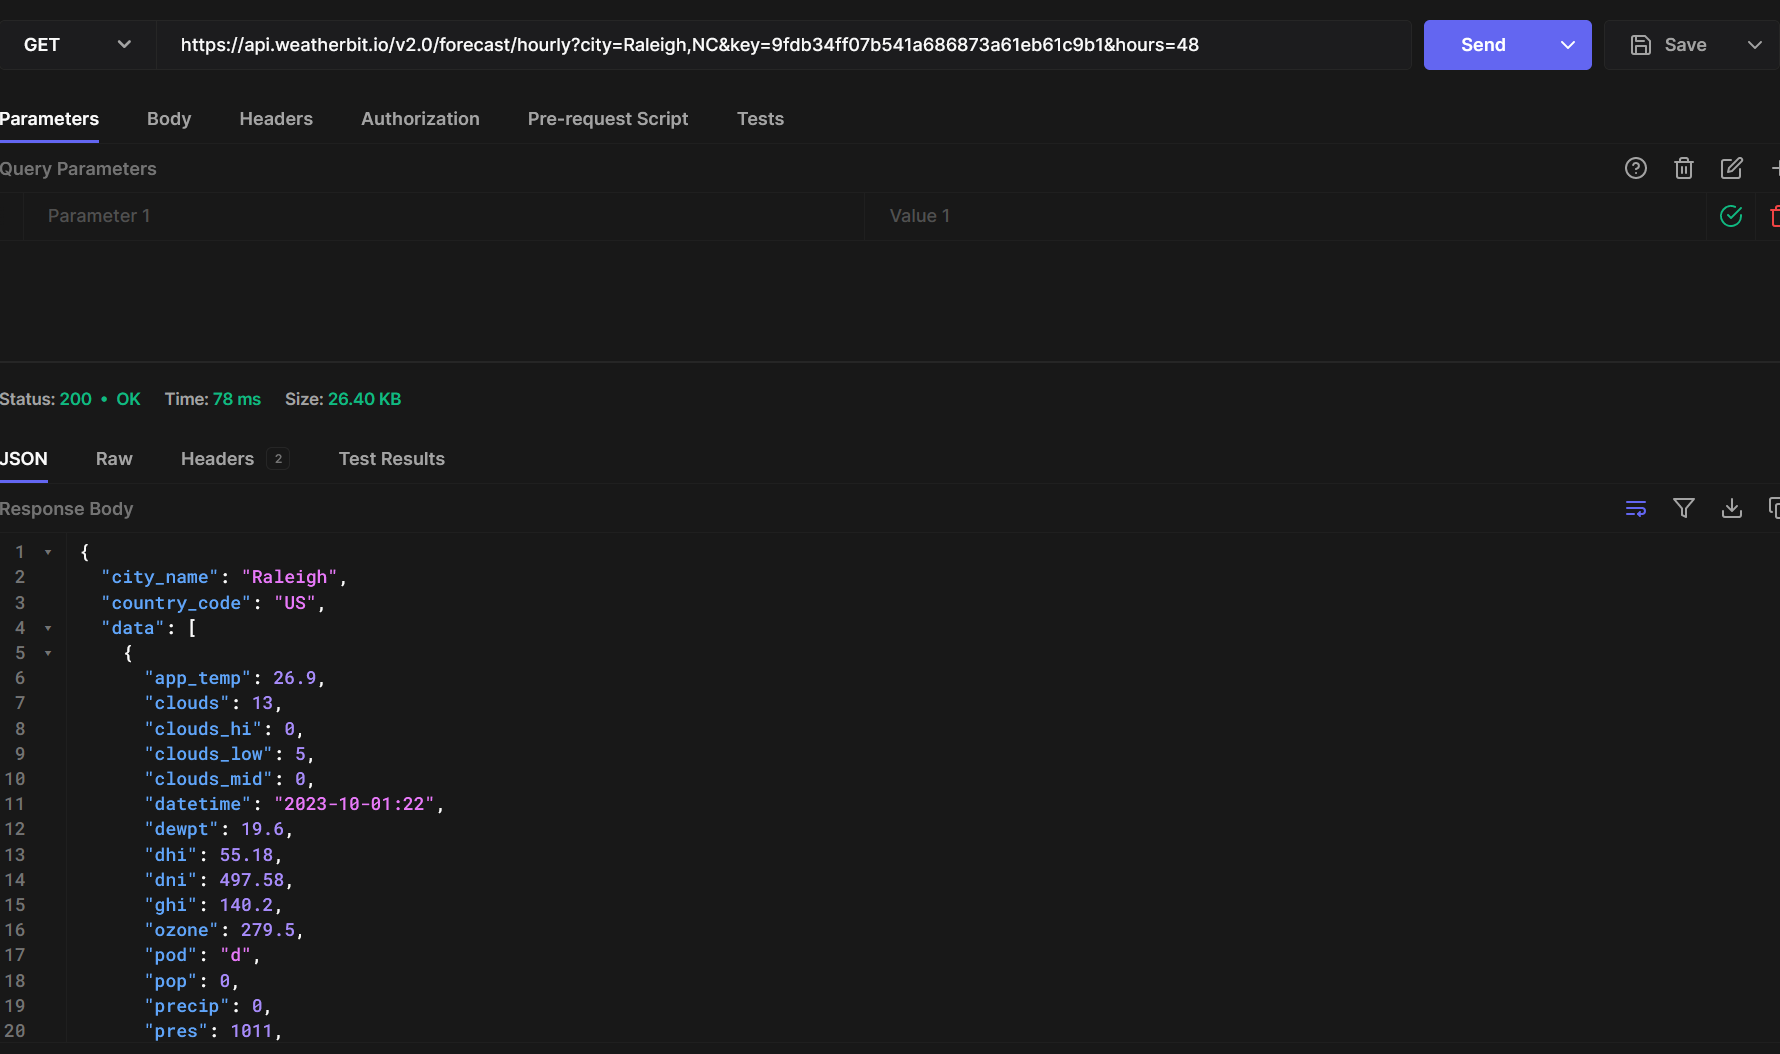 GET https://api.weatherbit.io/v2.0/forecast/hourly?city=Raleigh,NC&key=9fdb34ff07b541a686873a61eb61c9b1&hours=48 Send Save
Parameters Body Headers Authorization Pre-request Script Tests
Query Parameters
Parameter 1 Value 1
Status: 200 • OK Time: 78 ms Size: 26.40 KB
JSON Raw Headers 2 Test Results
Response Body
1 {
2 "city_name": "Raleigh",
3 "country_code": "US",
4 "data": [
5 {
6 "app_temp": 26.9,
7 "clouds": 13,
8 "clouds_hi": 0,
9 "clouds_low": 5,
10 "clouds_mid": 0,
11 "datetime": "2023-10-01:22",
12 "dewpt": 19.6,
13 "dhi": 55.18,
14 "dni": 497.58,
15 "ghi": 140.2,
16 "ozone": 279.5,
17 "pod": "d",
18 "pop": 0,
19 "precip": 0,
20 "pres": 1011,